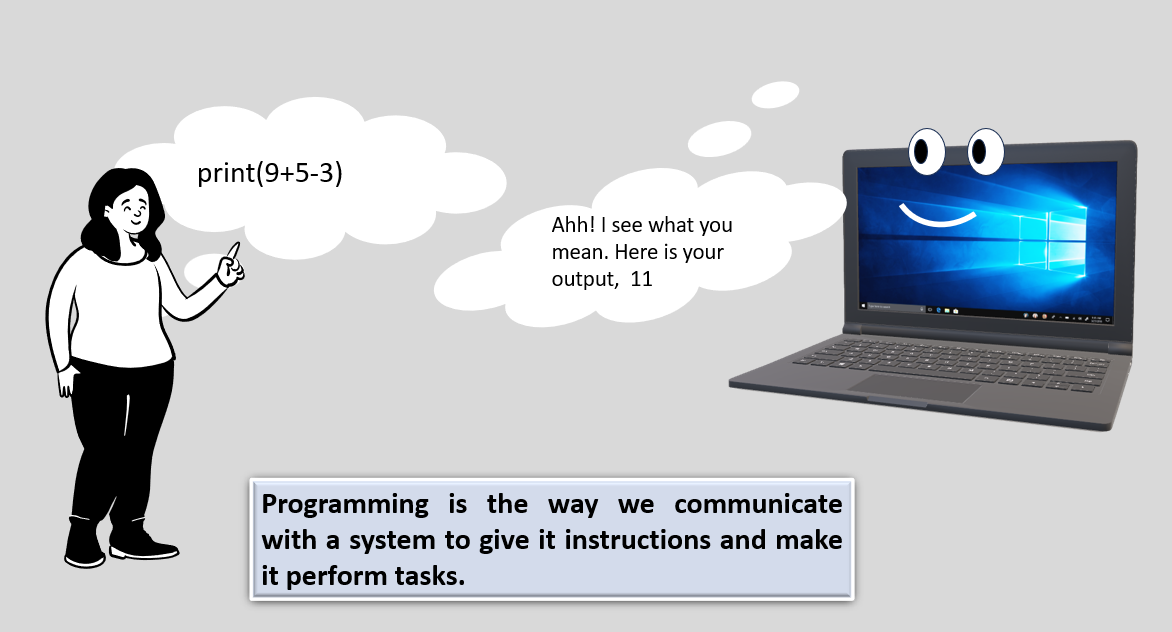 print(9+5-3)
Ahh! I see what you
mean. Here is your
output,  11
Programming is the way we communicate
with a system to give it instructions and make
it perform tasks.